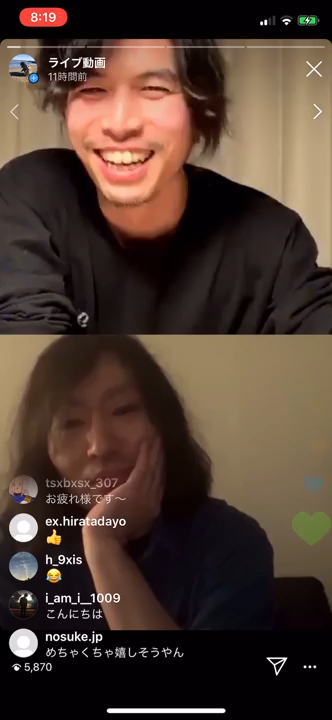 8:19
ライブ動画
11時間前
tsxbxsx_307
お疲れ様です〜
ex.hiratadayo
👍
h_9xis
😂
i_am_i__1009
こんにちは
nosuke.jp
めちゃくちゃ嬉しそうやん
5,870